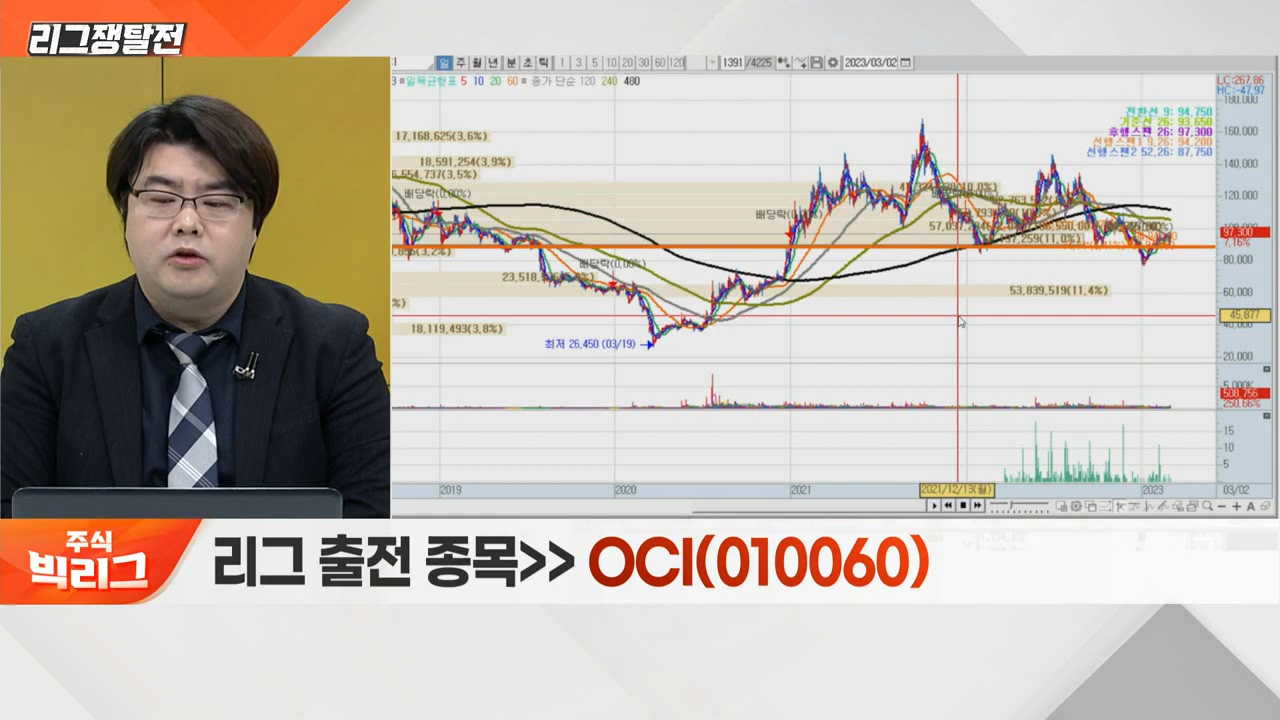 리그쟁탈전
일 주 월 년 분 초 틱 1 3 5 10 20 30 60 120 1391 /4225 2023/03/02
일목균형표 5 10 20 60 종가 단순 120 240 480
LC:267.86
HC:-47.97
180,000
전환선 9: 94,750
기준선 26: 93,650
후행스팬 26: 97,300
선행스팬1 9,26: 94,200
선행스팬2 52,26: 87,750
160,000
17,168,625(3.6%)
18,591,254(3.9%)
140,000
6,554,737(3.5%)
배당락(0.00%)
120,000
배당락(0.00%)
97,300
7.16%
배당락(0.00%)
80,000
23,518,
53,839,519(11.4%)
60,000
45,877
40,000
18,119,493(3.8%)
최저 26,450 (03/19)
20,000
5,000K
508,756
250.66%
15
10
5
2019 2020 2021 2021/12/13(월) 2023 03/02
주식
빅리그
리그 출전 종목>> OCI(010060)